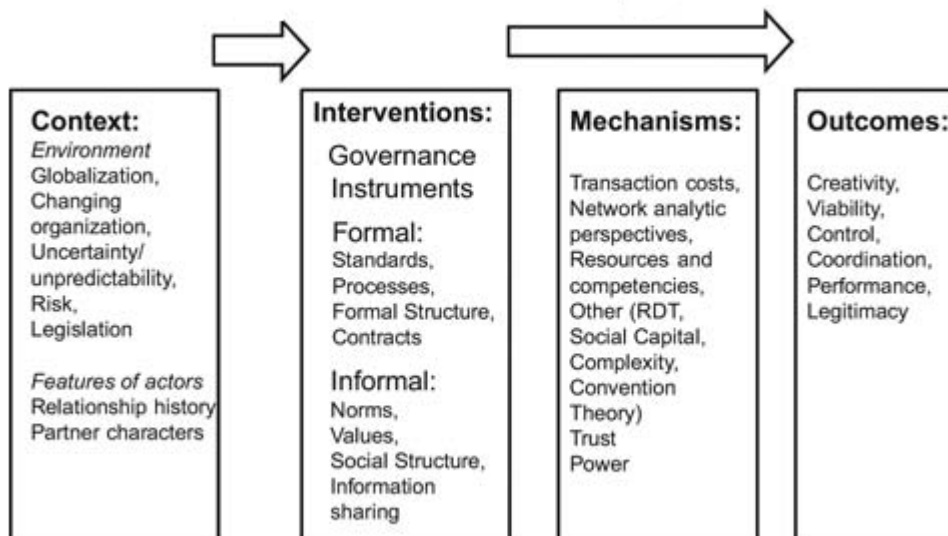 Context:
Environment
Globalization,
Changing
organization,
Uncertainty/
unpredictability,
Risk,
Legislation
Features of actors
Relationship history
Partner characters
Interventions:
Governance
Instruments
Formal:
Standards,
Processes,
Formal Structure,
Contracts
Informal:
Norms,
Values,
Social Structure,
Information
sharing
Mechanisms:
Transaction costs,
Network analytic
perspectives,
Resources and
competencies,
Other (RDT,
Social Capital,
Complexity,
Convention
Theory)
Trust
Power
Outcomes:
Creativity,
Viability,
Control,
Coordination,
Performance,
Legitimacy